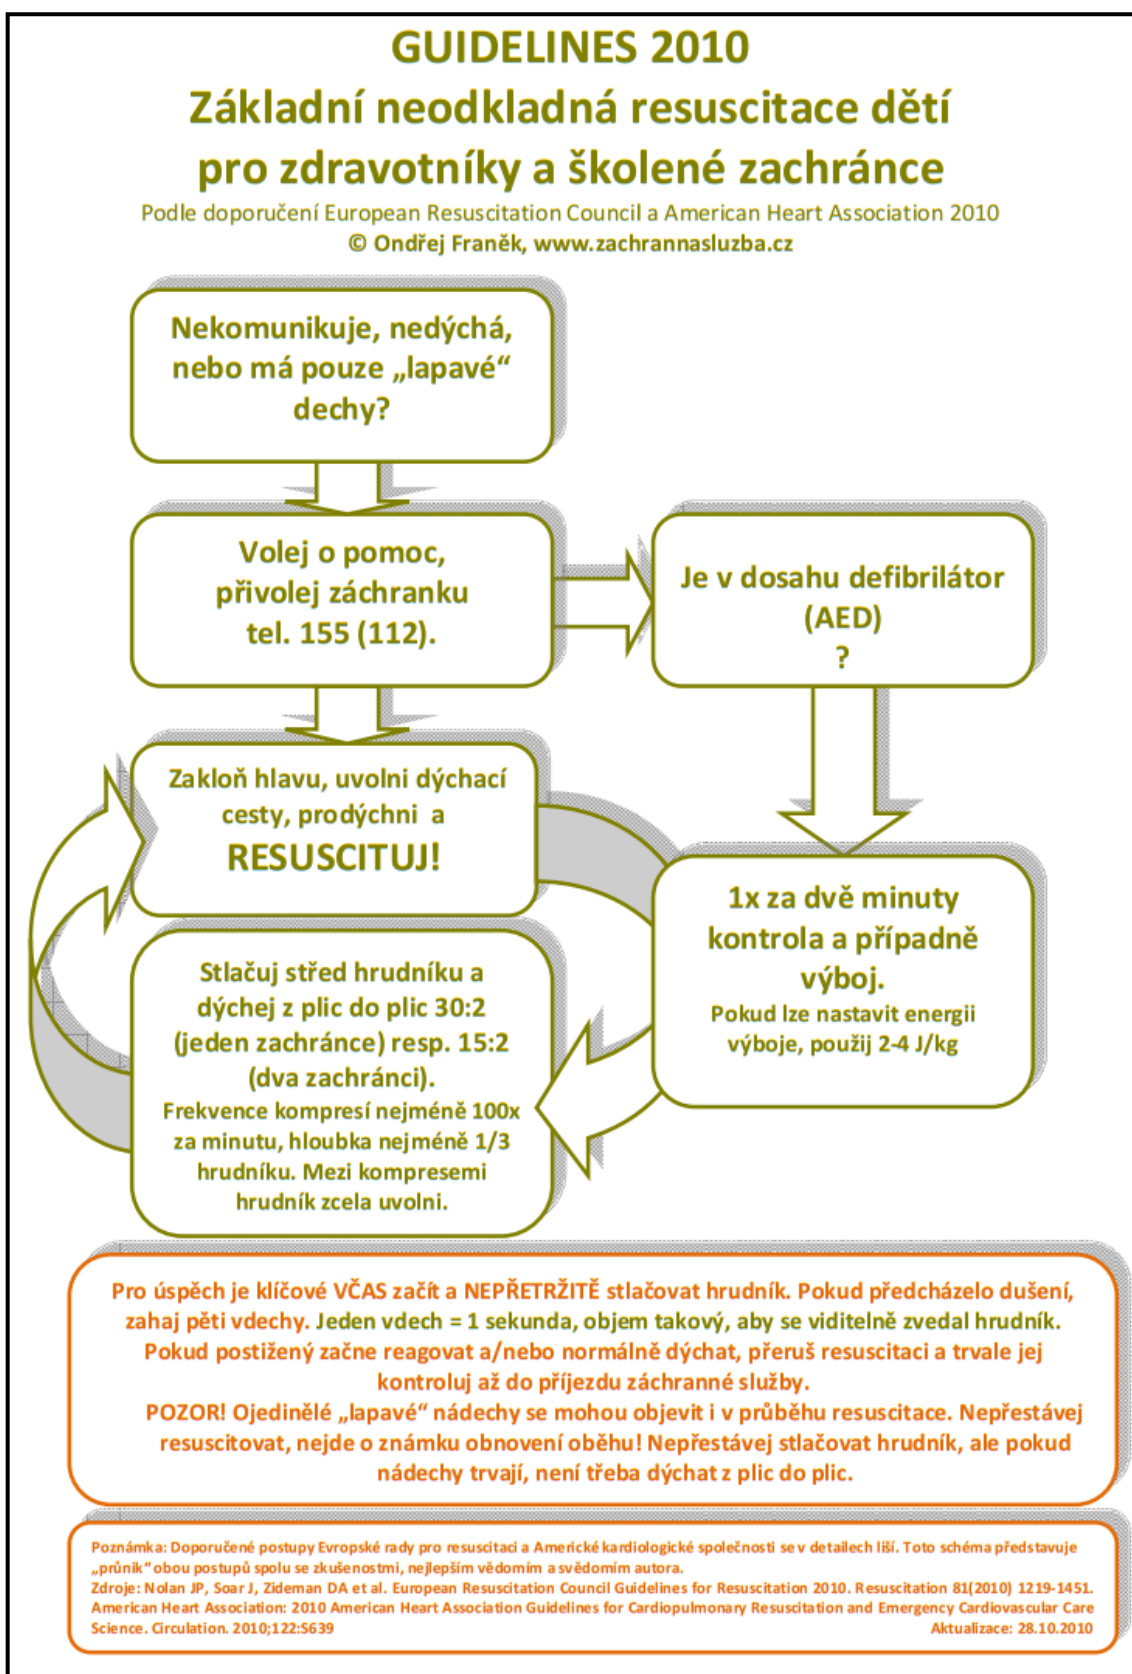 GUIDELINES 2010
Základní neodkladná resuscitace dětí
pro zdravotníky a školené zachránce
Podle doporučení European Resuscitation Council a American Heart Association 2010
© Ondřej Franěk, www.zachrannasluzba.cz
Nekomunikuje, nedýchá,
nebo má pouze „lapavé“
dechy?
Volej o pomoc,
přivolej záchranku
tel. 155 (112).
Je v dosahu defibrilátor
(AED)
?
Zakloň hlavu, uvolni dýchací
cesty, prodýchni a
RESUSCITUJ!
1x za dvě minuty
kontrola a případně
výboj.
Pokud lze nastavit energii
výboje, použij 2-4 J/kg
Stlačuj střed hrudníku a
dýchej z plic do plic 30:2
(jeden zachránce) resp. 15:2
(dva zachránci).
Frekvence kompresí nejméně 100x
za minutu, hloubka nejméně 1/3
hrudníku. Mezi kompresemi
hrudník zcela uvolni.
Pro úspěch je klíčové VČAS začít a NEPŘETRŽITĚ stlačovat hrudník. Pokud předcházelo dušení,
zahaj pěti vdechy. Jeden vdech = 1 sekunda, objem takový, aby se viditelně zvedal hrudník.
Pokud postižený začne reagovat a/nebo normálně dýchat, přeruš resuscitaci a trvale jej
kontroluj až do příjezdu záchranné služby.
POZOR! Ojedinělé „lapavé“ nádechy se mohou objevit i v průběhu resuscitace. Nepřestávej
resuscitovat, nejde o známku obnovení oběhu! Nepřestávej stlačovat hrudník, ale pokud
nádechy trvají, není třeba dýchat z plic do plic.
Poznámka: Doporučené postupy Evropské rady pro resuscitaci a Americké kardiologické společnosti se v detailech liší. Toto schéma představuje
„průnik“ obou postupů spolu se zkušenostmi, nejlepším vědomím a svědomím autora.
Zdroje: Nolan JP, Soar J, Zideman DA et al. European Resuscitation Council Guidelines for Resuscitation 2010. Resuscitation 81(2010) 1219-1451.
American Heart Association: 2010 American Heart Association Guidelines for Cardiopulmonary Resuscitation and Emergency Cardiovascular Care
Science. Circulation. 2010;122:S639 Aktualizace: 28.10.2010